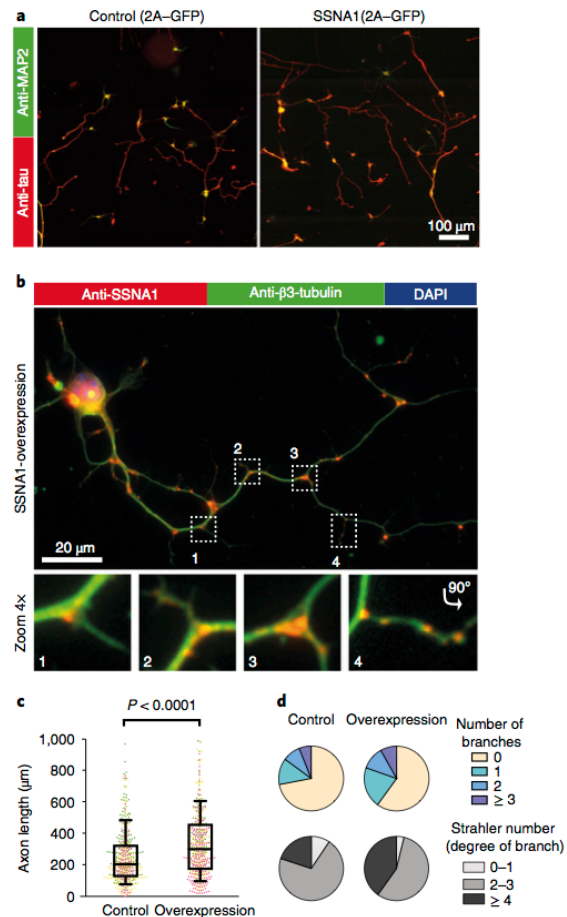 a
Control (2A–GFP)
SSNA1(2A–GFP)
Anti-MAP2
Anti-tau
100 μm
b
Anti-SSNA1
Anti-β3-tubulin
DAPI
SSNA1-overexpression
2
3
1
4
20 μm
Zoom 4×
90°
1
2
3
4
c
P < 0.0001
Axon length (μm)
1,000
800
600
400
200
0
Control
Overexpression
d
Control
Overexpression
Number of
branches
0
1
2
≥ 3
Strahler number
(degree of branch)
0–1
2–3
≥ 4